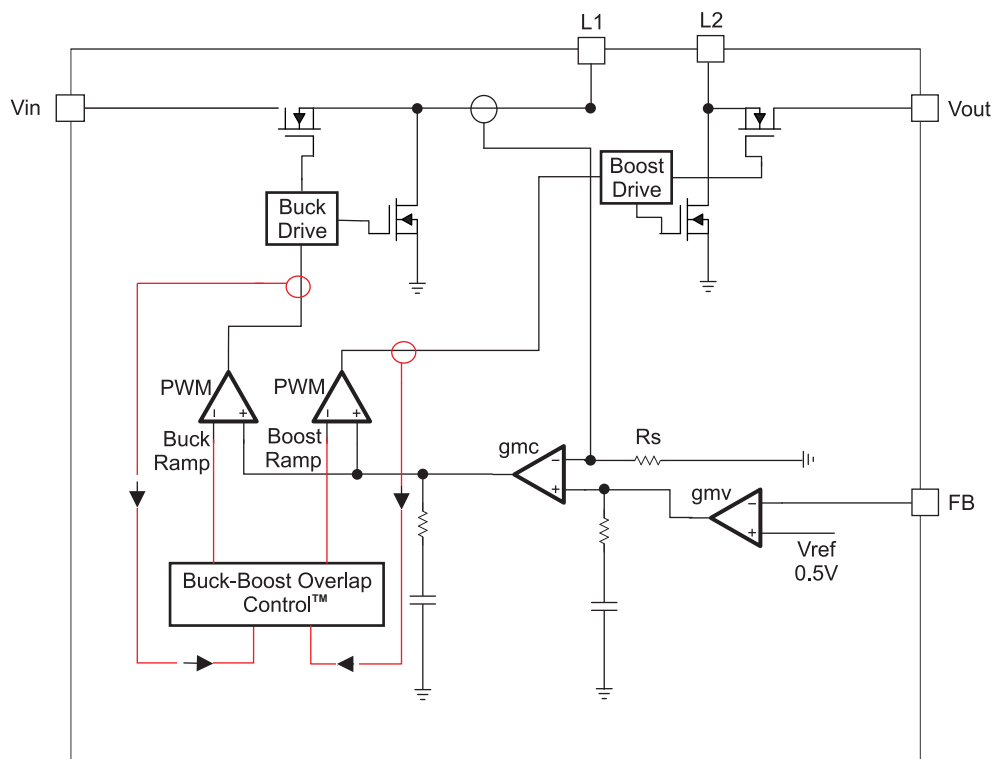 L1
L2
Vin
Vout
Boost
Drive
Buck
Drive
PWM
PWM
Buck
Ramp
Boost
Ramp
gmc
Rs
gmv
FB
Vref
0.5V
Buck-Boost Overlap
Control™